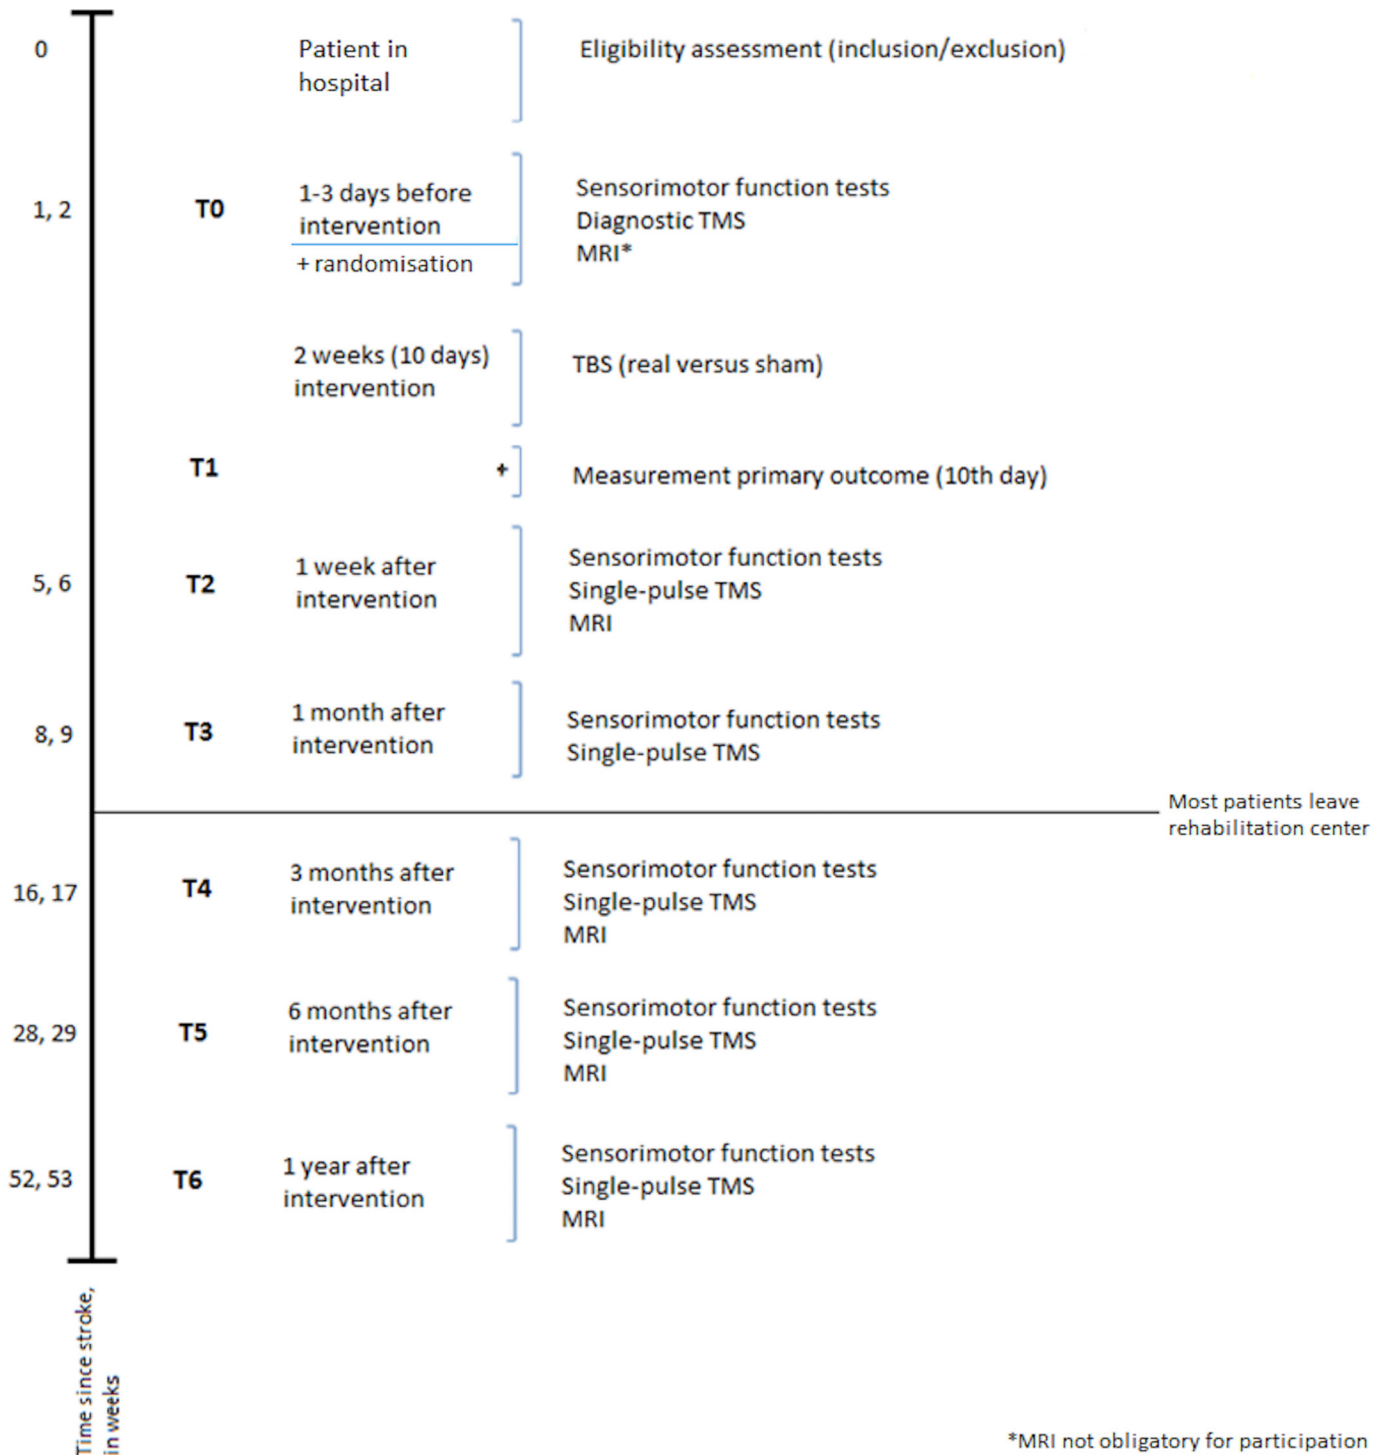 0
Patient in
hospital
Eligibility assessment (inclusion/exclusion)
1, 2
T0
1-3 days before
intervention
+ randomisation
Sensorimotor function tests
Diagnostic TMS
MRI*
2 weeks (10 days)
intervention
TBS (real versus sham)
T1
+
Measurement primary outcome (10th day)
5, 6
T2
1 week after
intervention
Sensorimotor function tests
Single-pulse TMS
MRI
8, 9
T3
1 month after
intervention
Sensorimotor function tests
Single-pulse TMS
Most patients leave
rehabilitation center
16, 17
T4
3 months after
intervention
Sensorimotor function tests
Single-pulse TMS
MRI
28, 29
T5
6 months after
intervention
Sensorimotor function tests
Single-pulse TMS
MRI
52, 53
T6
1 year after
intervention
Sensorimotor function tests
Single-pulse TMS
MRI
Time since stroke,
in weeks
*MRI not obligatory for participation